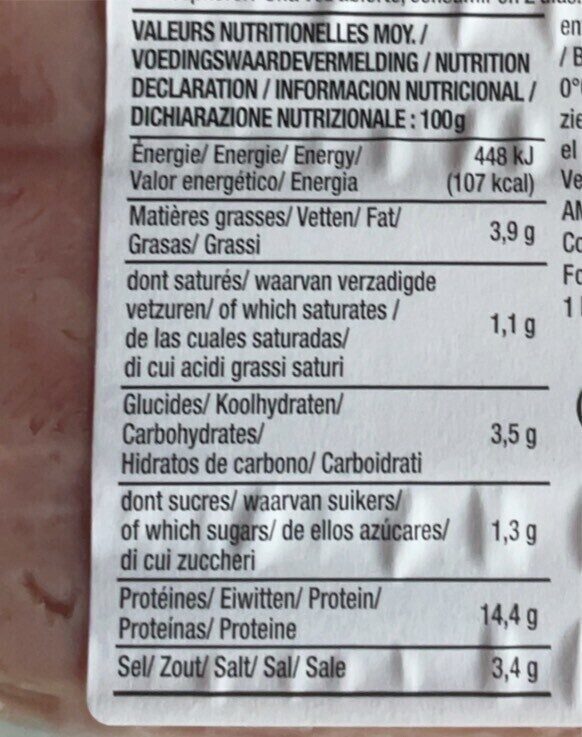 VALEURS NUTRITIONELLES MOY. /
VOEDINGSWAARDEVERMELDING / NUTRITION
DECLARATION / INFORMACION NUTRICIONAL /
DICHIARAZIONE NUTRIZIONALE : 100g
Énergie/ Energie/ Energy/ 448 kJ
Valor energético/ Energia (107 kcal)
Matières grasses/ Vetten/ Fat/
Grasas/ Grassi 3,9 g
dont saturés/ waarvan verzadigde
vetzuren/ of which saturates /
de las cuales saturadas/ 1,1 g
di cui acidi grassi saturi
Glucides/ Koolhydraten/
Carbohydrates/ 3,5 g
Hidratos de carbono/ Carboidrati
dont sucres/ waarvan suikers/
of which sugars/ de ellos azúcares/ 1,3 g
di cui zuccheri
Protéines/ Eiwitten/ Protein/
Proteínas/ Proteine 14,4 g
Sel/ Zout/ Salt/ Sal/ Sale 3,4 g